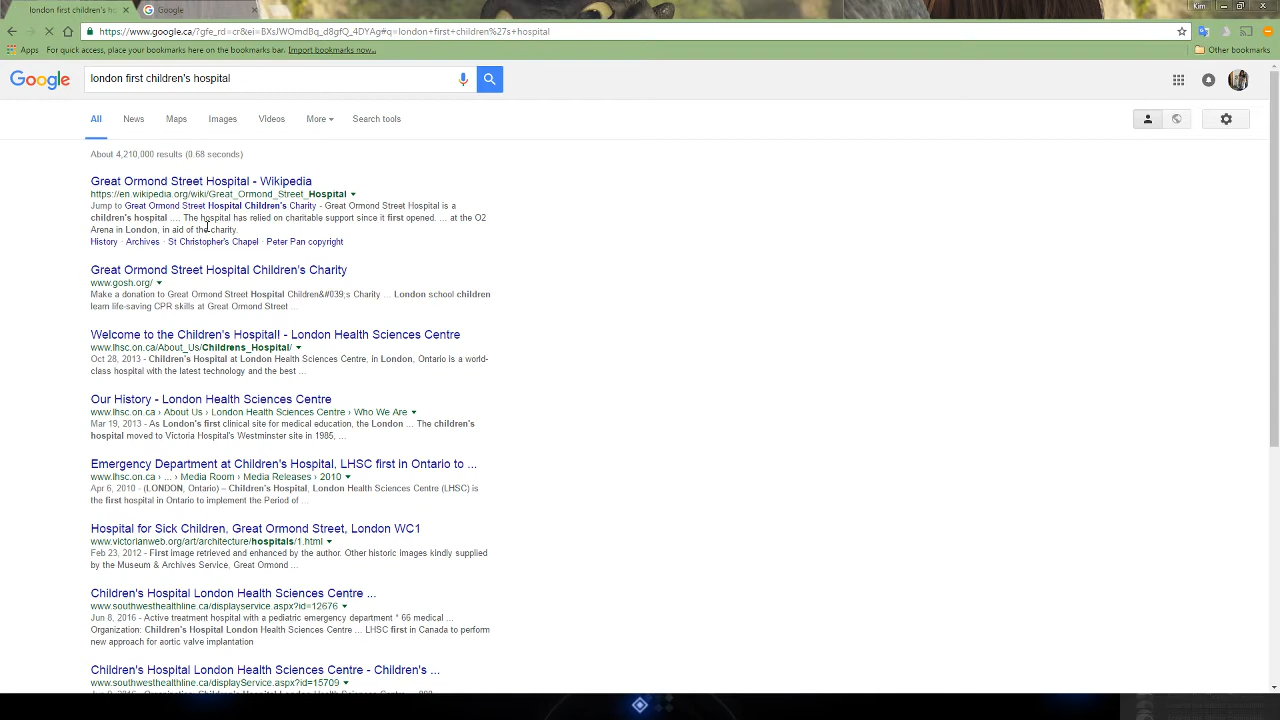 london first children's ho
Google
Kim
https://www.google.ca/?gfe_rd=cr&ei=BXsJWOmdBq_d8gfQ_4DYAg#q=london+first+children%27s+hospital
Apps
For quick access, place your bookmarks here on the bookmarks bar. Import bookmarks now...
Other bookmarks
Google
london first children's hospital
All News Maps Images Videos More Search tools
About 4,210,000 results (0.68 seconds)
Great Ormond Street Hospital - Wikipedia
https://en.wikipedia.org/wiki/Great_Ormond_Street_Hospital
Jump to Great Ormond Street Hospital Children's Charity - Great Ormond Street Hospital is a
children's hospital .... The hospital has relied on charitable support since it first opened. ... at the O2
Arena in London, in aid of the charity.
History · Archives · St Christopher's Chapel · Peter Pan copyright
Great Ormond Street Hospital Children's Charity
www.gosh.org/
Make a donation to Great Ormond Street Hospital Children&#039;s Charity ... London school children
learn life-saving CPR skills at Great Ormond Street ...
Welcome to the Children's Hospital! - London Health Sciences Centre
www.lhsc.on.ca/About_Us/Childrens_Hospital/
Oct 28, 2013 - Children's Hospital at London Health Sciences Centre, in London, Ontario is a world-
class hospital with the latest technology and the best ...
Our History - London Health Sciences Centre
www.lhsc.on.ca › About Us › London Health Sciences Centre › Who We Are
Mar 19, 2013 - As London's first clinical site for medical education, the London ... The children's
hospital moved to Victoria Hospital's Westminster site in 1985, ...
Emergency Department at Children's Hospital, LHSC first in Ontario to ...
www.lhsc.on.ca › ... › Media Room › Media Releases › 2010
Apr 6, 2010 - (LONDON, Ontario) – Children's Hospital, London Health Sciences Centre (LHSC) is
the first hospital in Ontario to implement the Period of ...
Hospital for Sick Children, Great Ormond Street, London WC1
www.victorianweb.org/art/architecture/hospitals/1.html
Feb 23, 2012 - First image retrieved and enhanced by the author. Other historic images kindly supplied
by the Museum & Archives Service, Great Ormond ...
Children's Hospital London Health Sciences Centre ...
www.southwesthealthline.ca/displayservice.aspx?id=12676
Jun 8, 2016 - Active treatment hospital with a pediatric emergency department * 66 medical ...
Organization: Children's Hospital London Health Sciences Centre ... LHSC first in Canada to perform
new approach for aortic valve implantation
Children's Hospital London Health Sciences Centre - Children's ...
www.southwesthealthline.ca/displayService.aspx?id=15709